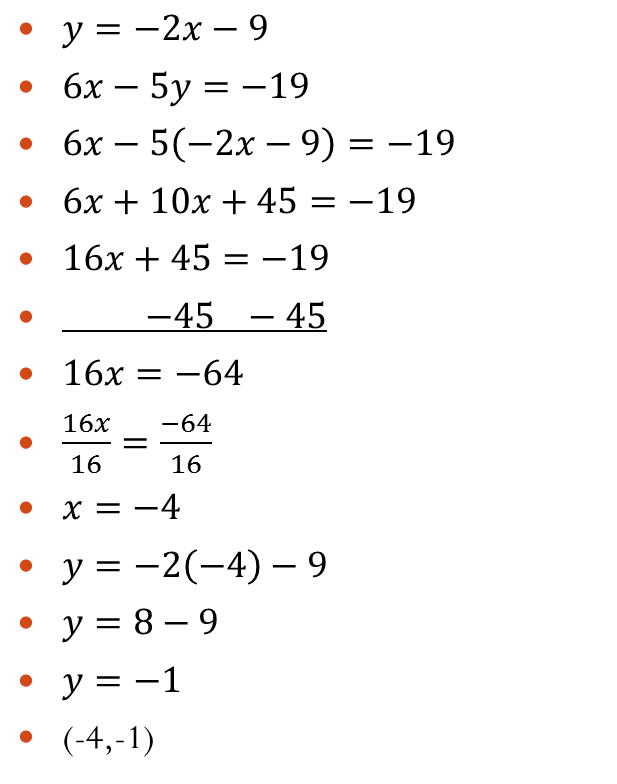 • y = −2x − 9
• 6x − 5y = −19
• 6x − 5(−2x − 9) = −19
• 6x + 10x + 45 = −19
• 16x + 45 = −19
• −45 − 45
• 16x = −64
• 16x/16 = −64/16
• x = −4
• y = −2(−4) − 9
• y = 8 − 9
• y = −1
• (-4,-1)